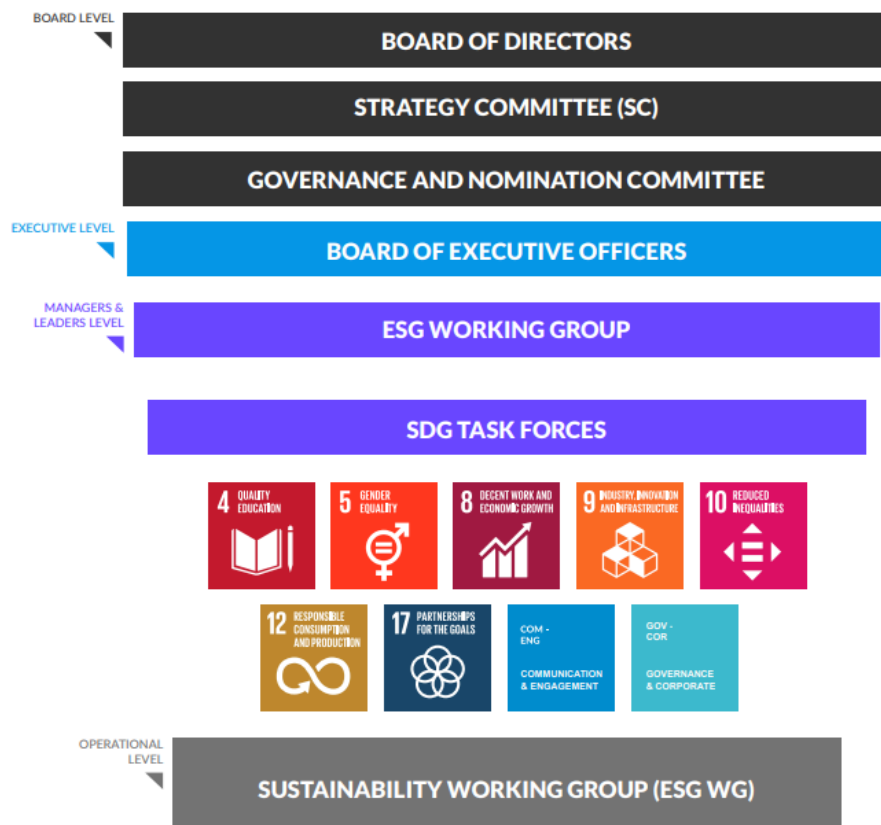 BOARD LEVEL
BOARD OF DIRECTORS
STRATEGY COMMITTEE (SC)
GOVERNANCE AND NOMINATION COMMITTEE
EXECUTIVE LEVEL
BOARD OF EXECUTIVE OFFICERS
MANAGERS &
LEADERS LEVEL
ESG WORKING GROUP
SDG TASK FORCES
4 QUALITY
EDUCATION
5 GENDER
EQUALITY
8 DECENT WORK AND
ECONOMIC GROWTH
9 INDUSTRY, INNOVATION
AND INFRASTRUCTURE
10 REDUCED
INEQUALITIES
12 RESPONSIBLE
CONSUMPTION
AND PRODUCTION
17 PARTNERSHIPS
FOR THE GOALS
COM -
ENG
COMMUNICATION
& ENGAGEMENT
GOV -
COR
GOVERNANCE
& CORPORATE
OPERATIONAL
LEVEL
SUSTAINABILITY WORKING GROUP (ESG WG)